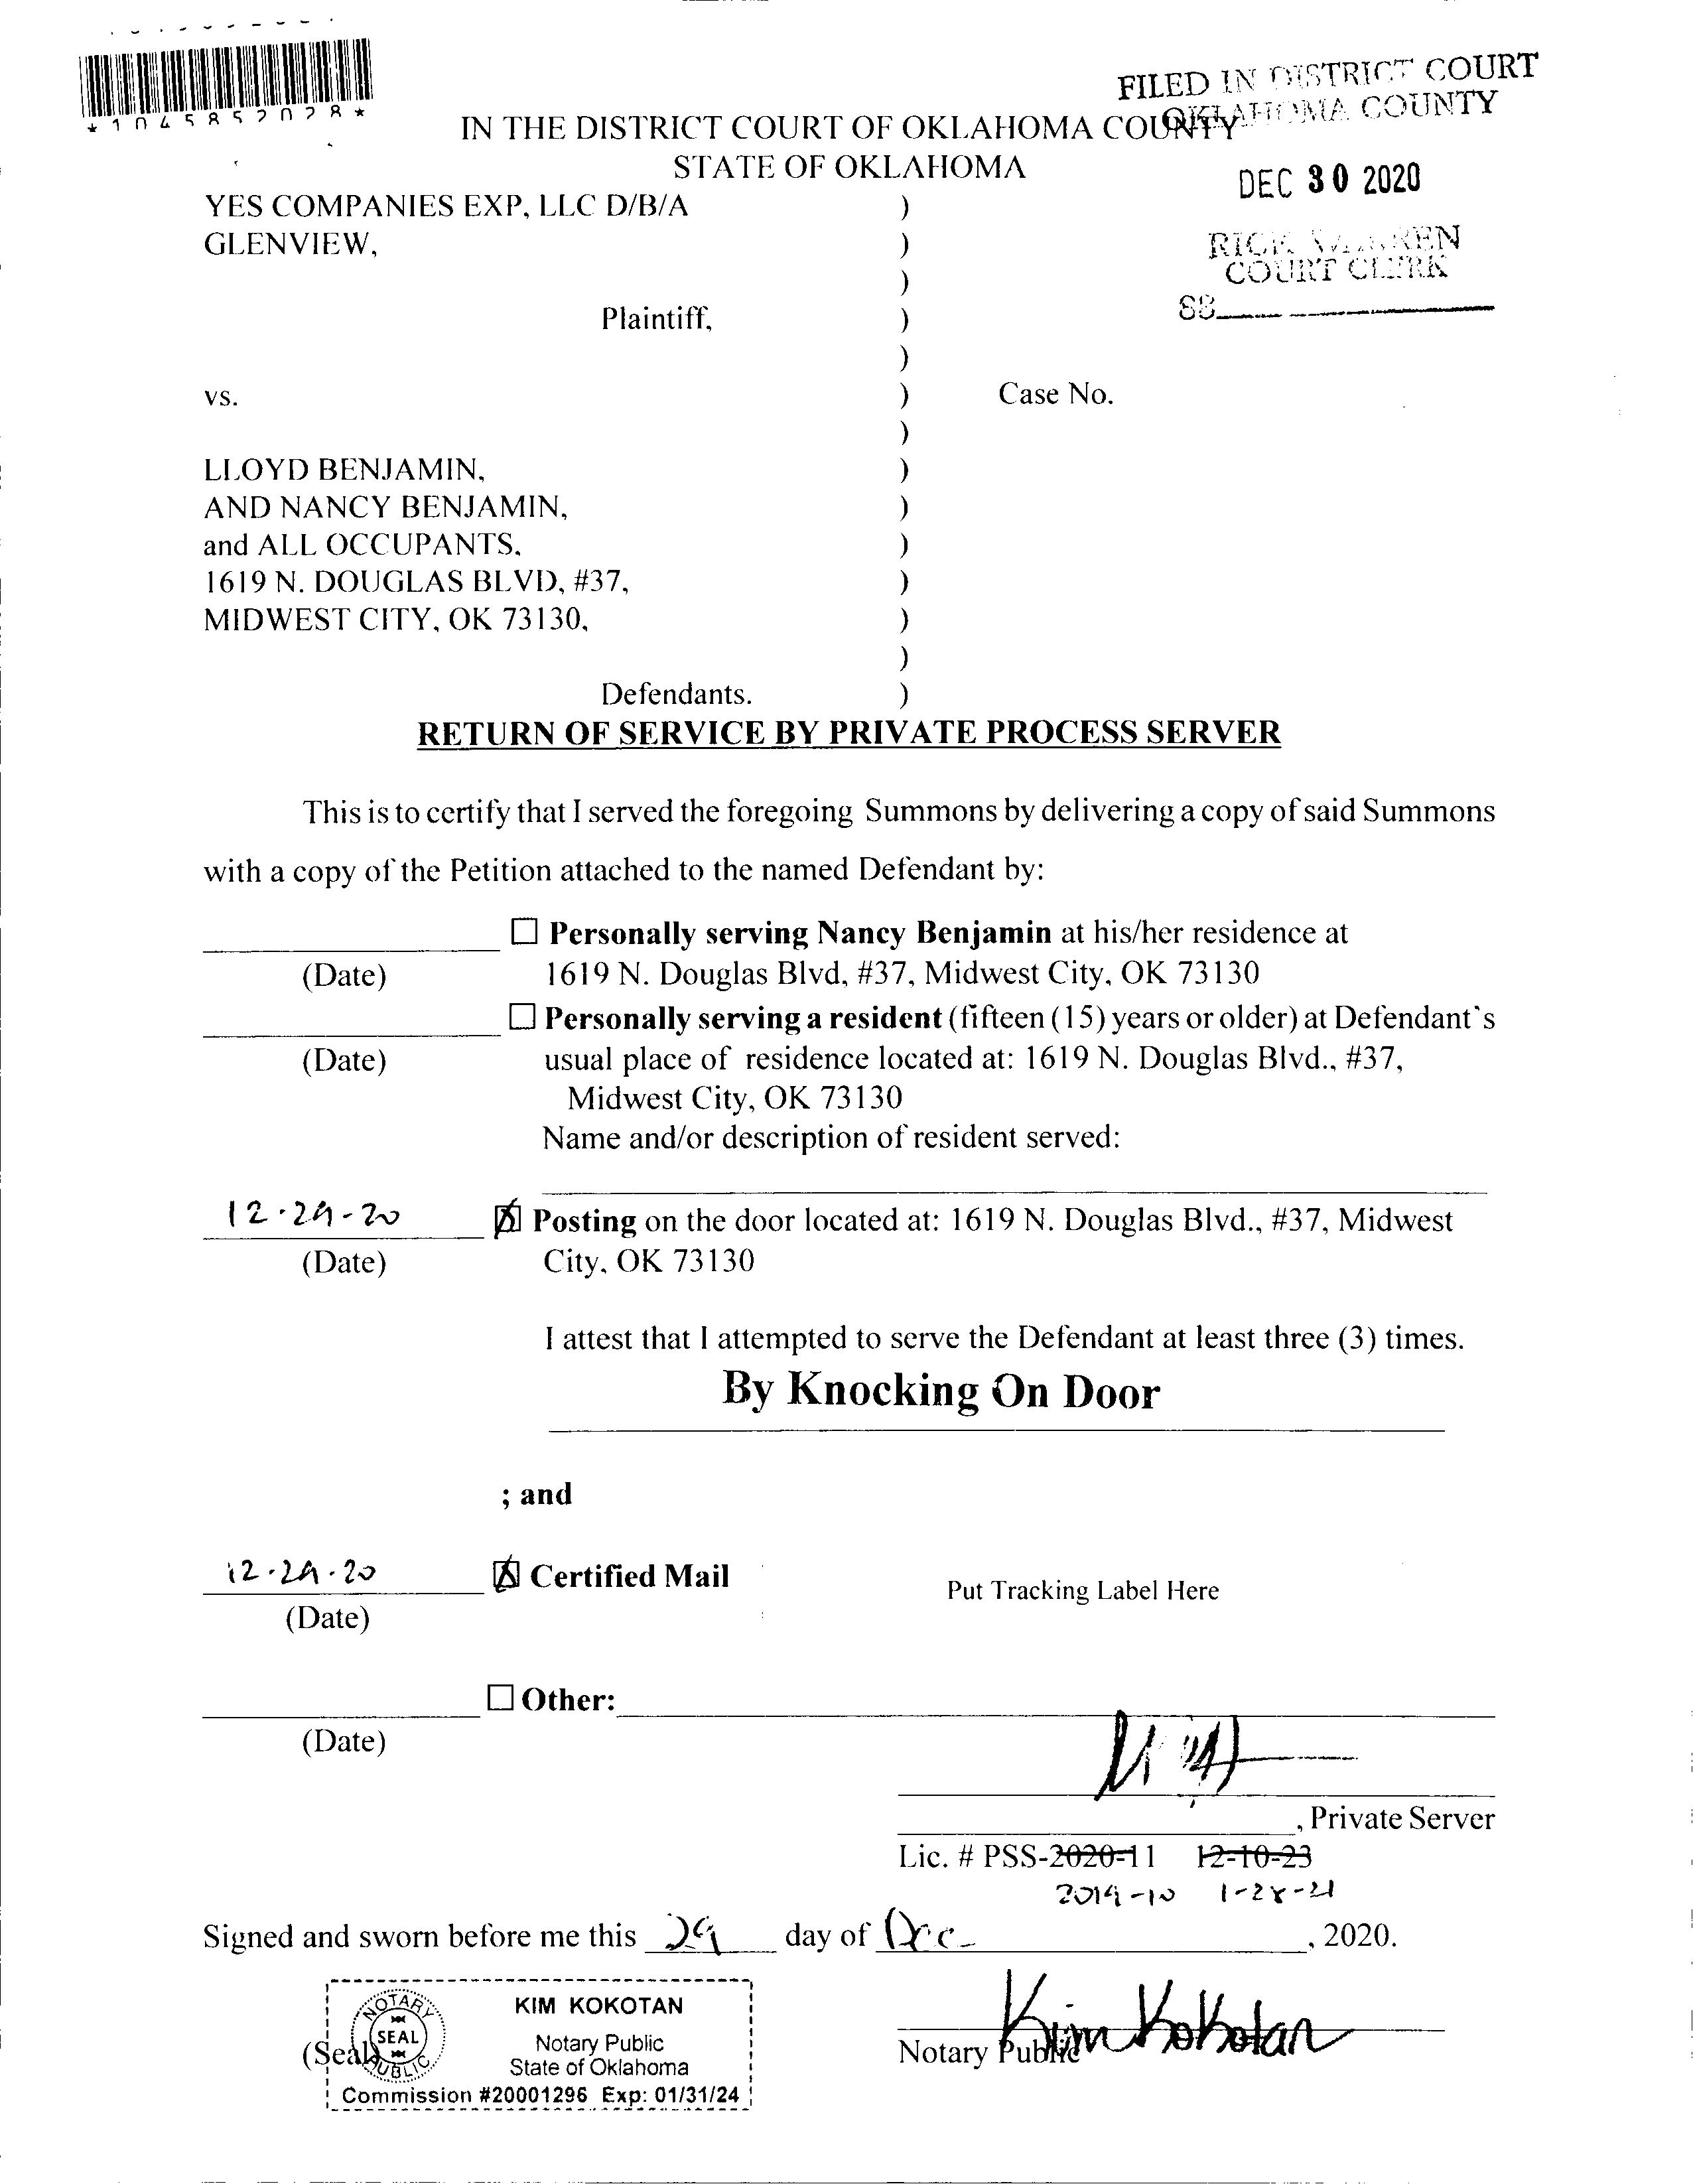 *1045852028*
FILED IN DISTRICT COURT
OKLAHOMA COUNTY
IN THE DISTRICT COURT OF OKLAHOMA COUNTY
STATE OF OKLAHOMA
DEC 30 2020
YES COMPANIES EXP, LLC D/B/A )
GLENVIEW, )
RICK WARREN
COURT CLERK
)
88
Plaintiff, )
)
vs. ) Case No.
)
LLOYD BENJAMIN, )
AND NANCY BENJAMIN, )
and ALL OCCUPANTS, )
1619 N. DOUGLAS BLVD, #37, )
MIDWEST CITY, OK 73130, )
)
Defendants. )
RETURN OF SERVICE BY PRIVATE PROCESS SERVER
This is to certify that I served the foregoing Summons by delivering a copy of said Summons
with a copy of the Petition attached to the named Defendant by:
☐ Personally serving Nancy Benjamin at his/her residence at
(Date) 1619 N. Douglas Blvd, #37, Midwest City, OK 73130
☐ Personally serving a resident (fifteen (15) years or older) at Defendant's
(Date) usual place of residence located at: 1619 N. Douglas Blvd., #37,
Midwest City, OK 73130
Name and/or description of resident served:
12-29-20 ☒ Posting on the door located at: 1619 N. Douglas Blvd., #37, Midwest
(Date) City, OK 73130
I attest that I attempted to serve the Defendant at least three (3) times.
By Knocking On Door
; and
12-29-20 ☒ Certified Mail
Put Tracking Label Here
(Date)
☐ Other:
(Date)
, Private Server
Lic. # PSS-2020-11 12-10-23
2019-10 1-28-21
Signed and sworn before me this 29 day of Dec , 2020.
KIM KOKOTAN
Notary Public
State of Oklahoma
Commission #20001296 Exp: 01/31/24
NOTARY
SEAL
PUBLIC
(Seal)
Kim Kokotan
Notary Public